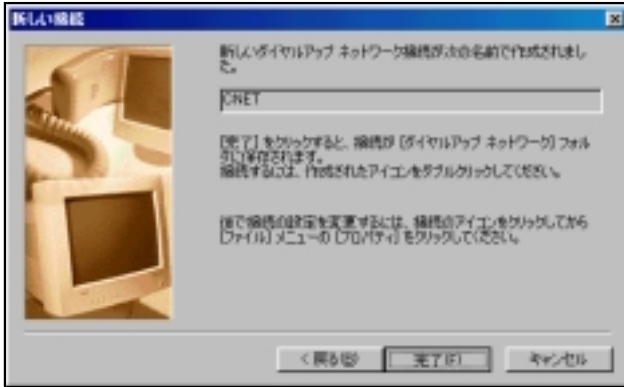 新しい接続
新しいダイヤルアップ ネットワーク接続が次の名前で作成されまし
た。
CNET
[完了] をクリックすると、接続が [ダイヤルアップ ネットワーク] フォル
ダに保存されます。
接続するには、作成されたアイコンをダブルクリックしてください。
後で接続の設定を変更するには、接続のアイコンをクリックしてから
[ファイル] メニューの [プロパティ] をクリックしてください。
< 戻る(B)
完了(F)
キャンセル